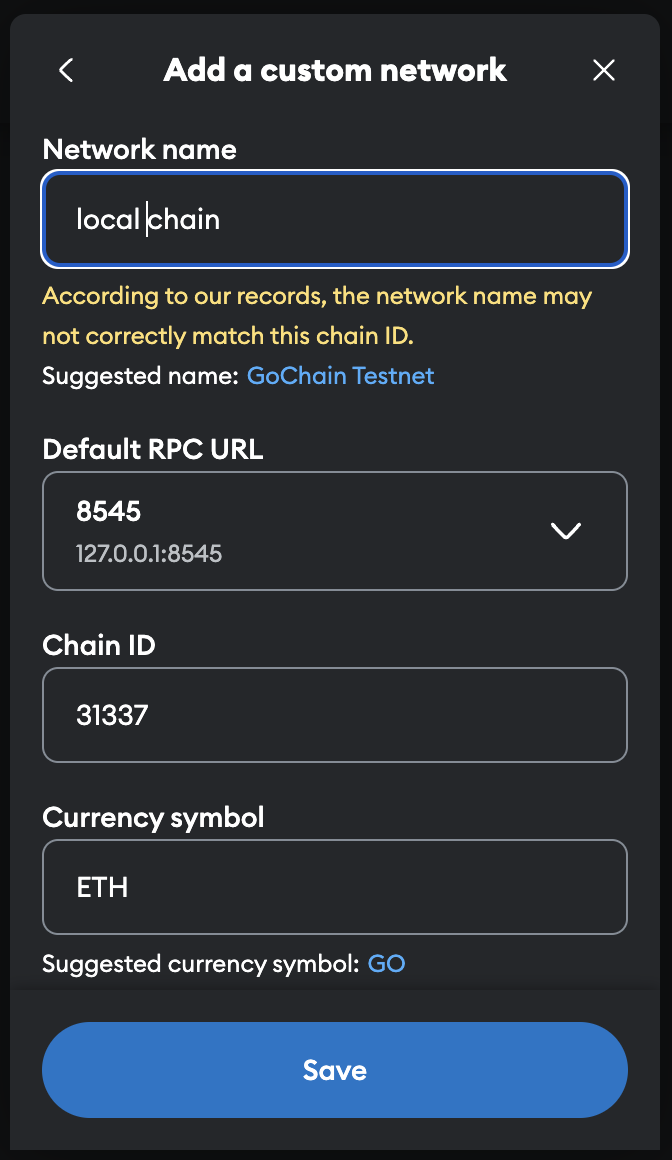 Add a custom network
Network name
local chain
According to our records, the network name may
not correctly match this chain ID.
Suggested name: GoChain Testnet
Default RPC URL
8545
127.0.0.1:8545
Chain ID
31337
Currency symbol
ETH
Suggested currency symbol: GO
Save